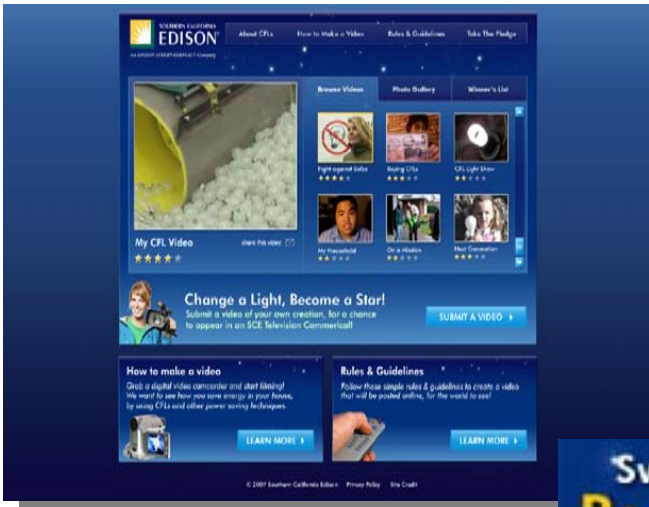 SOUTHERN CALIFORNIA
EDISON
An EDISON INTERNATIONAL Company
About CFLs
How to Make a Video
Rules & Guidelines
Take The Pledge
Browse Videos
Photo Gallery
Winner's List
Fight against Bulbs
Buying CFLs
CFL Light Show
My Household
On a Mission
Next Generation
My CFL Video
share this video
Change a Light, Become a Star!
Submit a video of your own creation, for a chance
to appear in an SCE Television Commerical!
SUBMIT A VIDEO
How to make a video
Grab a digital video camcorder and start filming!
We want to see how you save energy in your house,
by using CFLs and other power saving techniques.
LEARN MORE
Rules & Guidelines
Follow these simple rules & guidelines to create a video
that will be posted online, for the world to see!
LEARN MORE
© 2007 Southern California Edison
Privacy Policy
Site Credit